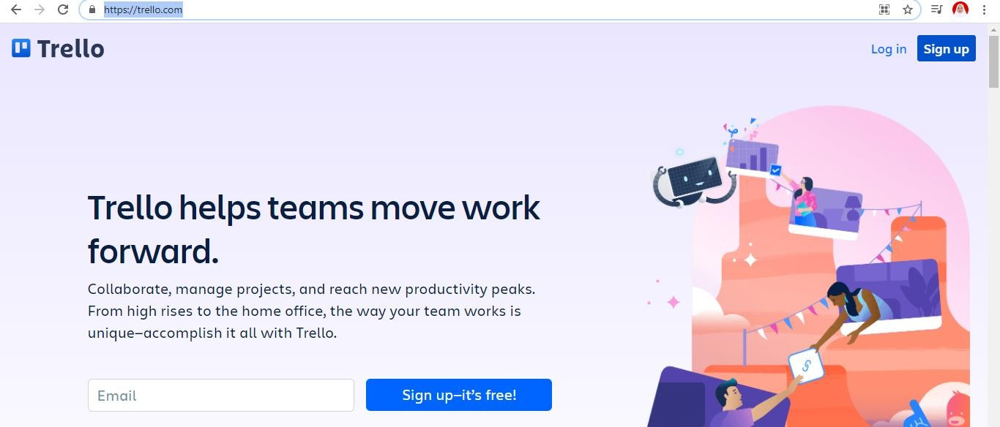 https://trello.com
Trello
Log in
Sign up
Trello helps teams move work
forward.
Collaborate, manage projects, and reach new productivity peaks.
From high rises to the home office, the way your team works is
unique—accomplish it all with Trello.
Email
Sign up—it’s free!